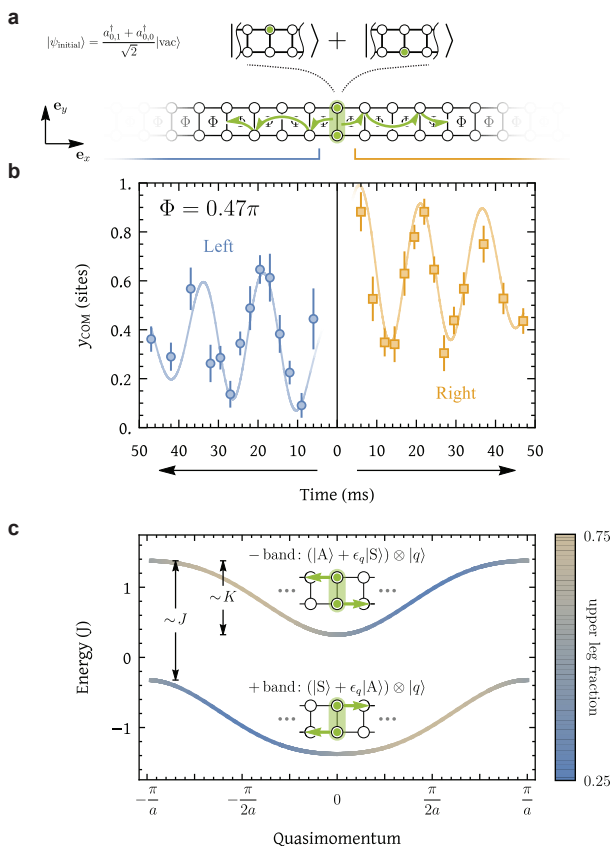 a
|ψ_initial⟩ = (a†_{0,1} + a†_{0,0})/√2 |vac⟩
| ⟩ + | ⟩
e_y
e_x
Φ Φ Φ Φ Φ Φ Φ Φ Φ Φ Φ Φ
b
Φ = 0.47π
Left
Right
y_COM (sites)
1.
0.8
0.6
0.4
0.2
0.
50 40 30 20 10 0 10 20 30 40 50
Time (ms)
c
− band: (|A⟩ + ϵ_q|S⟩) ⊗ |q⟩
∼K
∼J
+ band: (|S⟩ + ϵ_q|A⟩) ⊗ |q⟩
Energy (J)
1
0
−1
−π/a −π/2a 0 π/2a π/a
Quasimomentum
0.75
upper leg fraction
0.25